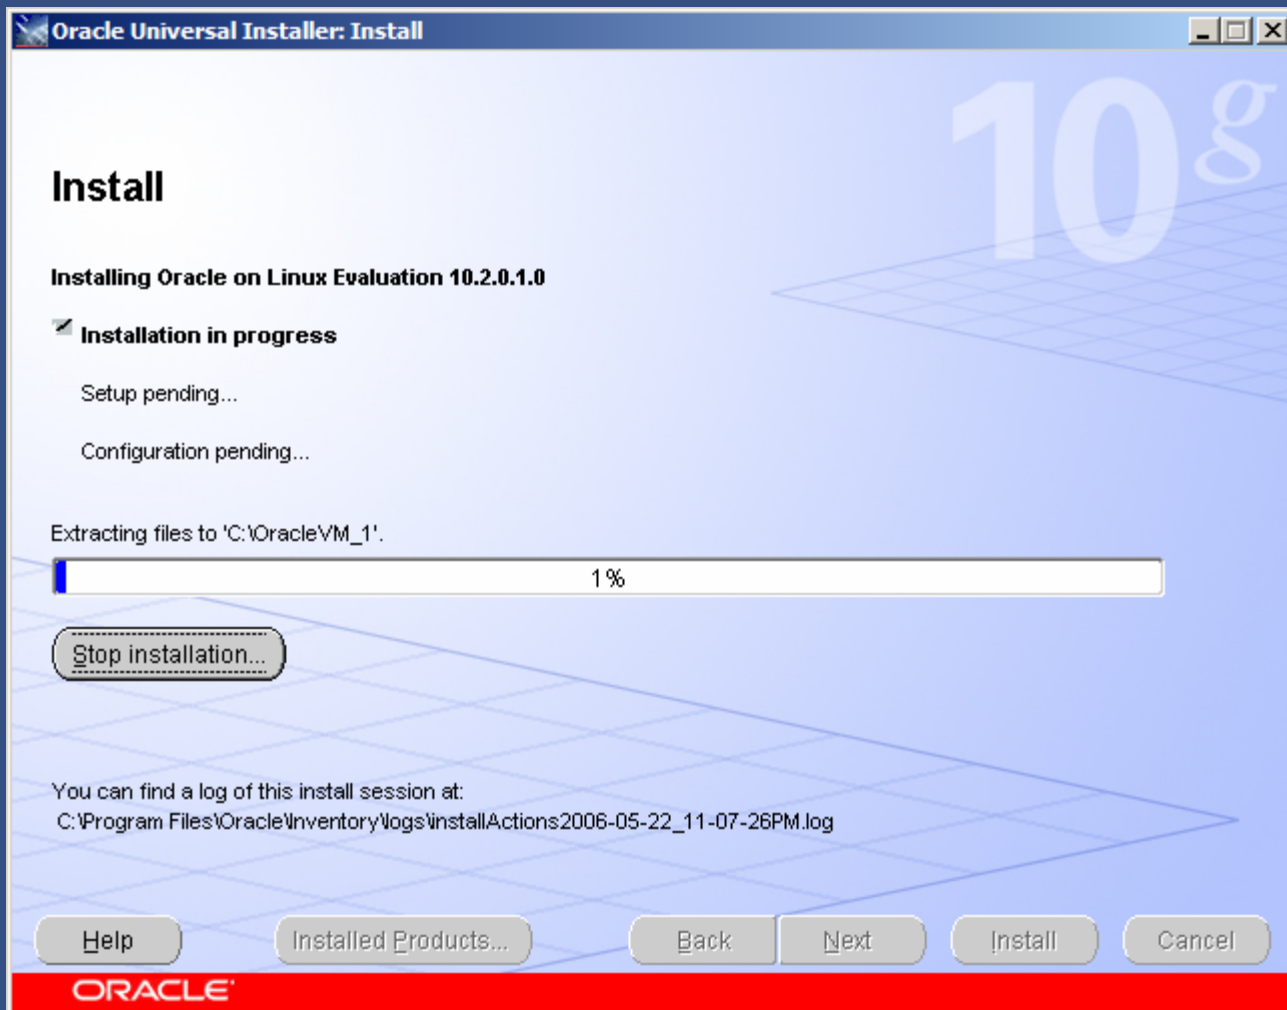 Oracle Universal Installer: Install
10g
Install
Installing Oracle on Linux Evaluation 10.2.0.1.0
Installation in progress
Setup pending...
Configuration pending...
Extracting files to 'C:\OracleVM_1'.
1%
Stop installation...
You can find a log of this install session at:
C:\Program Files\Oracle\Inventory\logs\installActions2006-05-22_11-07-26PM.log
Help Installed Products... Back Next Install Cancel
ORACLE